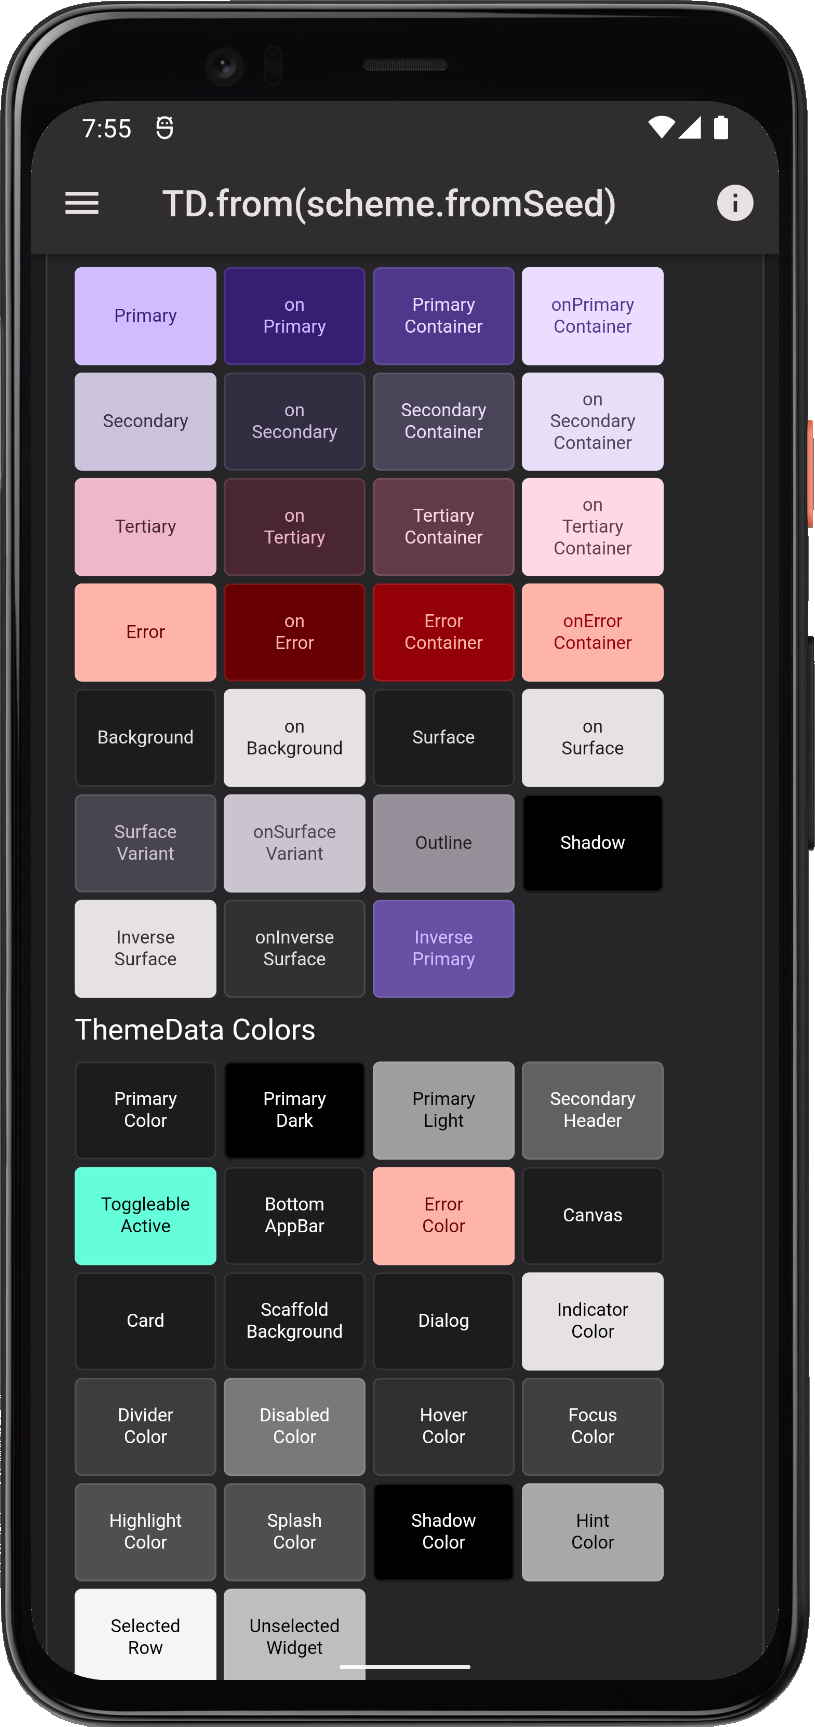 7:55
TD.from(scheme.fromSeed)
Primary
on
Primary
Primary
Container
onPrimary
Container
Secondary
on
Secondary
Secondary
Container
on
Secondary
Container
Tertiary
on
Tertiary
Tertiary
Container
on
Tertiary
Container
Error
on
Error
Error
Container
onError
Container
Background
on
Background
Surface
on
Surface
Surface
Variant
onSurface
Variant
Outline
Shadow
Inverse
Surface
onInverse
Surface
Inverse
Primary
ThemeData Colors
Primary
Color
Primary
Dark
Primary
Light
Secondary
Header
Toggleable
Active
Bottom
AppBar
Error
Color
Canvas
Card
Scaffold
Background
Dialog
Indicator
Color
Divider
Color
Disabled
Color
Hover
Color
Focus
Color
Highlight
Color
Splash
Color
Shadow
Color
Hint
Color
Selected
Row
Unselected
Widget